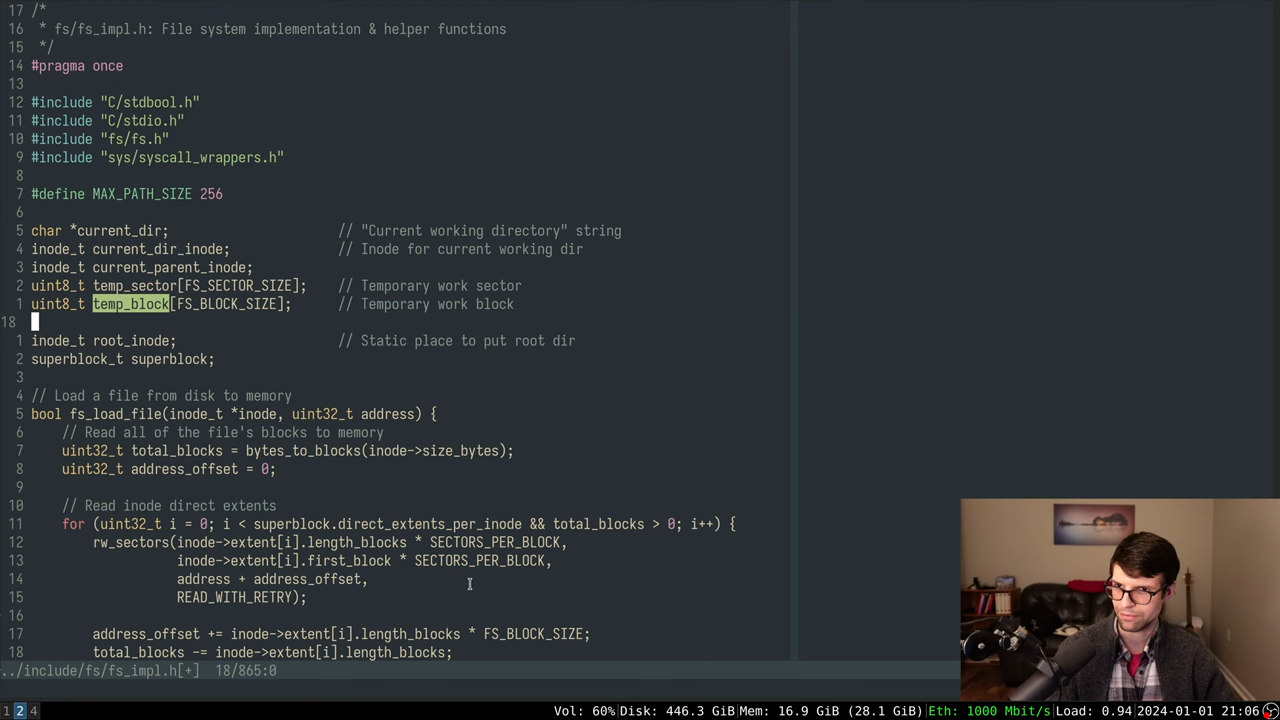 17 /*
16  * fs/fs_impl.h: File system implementation & helper functions
15  */
14 #pragma once
13
12 #include "C/stdbool.h"
11 #include "C/stdio.h"
10 #include "fs/fs.h"
9 #include "sys/syscall_wrappers.h"
8
7 #define MAX_PATH_SIZE 256
6
5 char *current_dir;                      // "Current working directory" string
4 inode_t current_dir_inode;              // Inode for current working dir
3 inode_t current_parent_inode;
2 uint8_t temp_sector[FS_SECTOR_SIZE];    // Temporary work sector
1 uint8_t temp_block[FS_BLOCK_SIZE];      // Temporary work block
18
1 inode_t root_inode;                     // Static place to put root dir
2 superblock_t superblock;
3
4 // Load a file from disk to memory
5 bool fs_load_file(inode_t *inode, uint32_t address) {
6     // Read all of the file's blocks to memory
7     uint32_t total_blocks = bytes_to_blocks(inode->size_bytes);
8     uint32_t address_offset = 0;
9
10     // Read inode direct extents
11     for (uint32_t i = 0; i < superblock.direct_extents_per_inode && total_blocks > 0; i++) {
12         rw_sectors(inode->extent[i].length_blocks * SECTORS_PER_BLOCK,
13                    inode->extent[i].first_block * SECTORS_PER_BLOCK,
14                    address + address_offset,
15                    READ_WITH_RETRY);
16
17         address_offset += inode->extent[i].length_blocks * FS_BLOCK_SIZE;
18         total_blocks -= inode->extent[i].length_blocks;
../include/fs/fs_impl.h[+]  18/865:0
1 2 4 Vol: 60% Disk: 446.3 GiB Mem: 16.9 GiB (28.1 GiB) Eth: 1000 Mbit/s Load: 0.94 2024-01-01 21:06